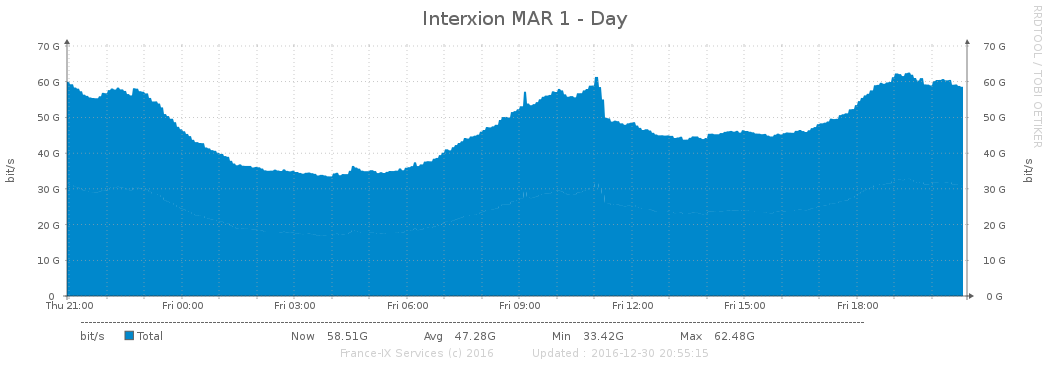 Interxion MAR 1 - Day
RRDTOOL / TOBI OETIKER
70 G 70 G
60 G 60 G
50 G 50 G
40 G 40 G
30 G 30 G
20 G 20 G
10 G 10 G
0 0 G
bit/s bit/s
Thu 21:00 Fri 00:00 Fri 03:00 Fri 06:00 Fri 09:00 Fri 12:00 Fri 15:00 Fri 18:00
bit/s Total Now 58.51G Avg 47.28G Min 33.42G Max 62.48G
France-IX Services (c) 2016 Updated : 2016-12-30 20:55:15